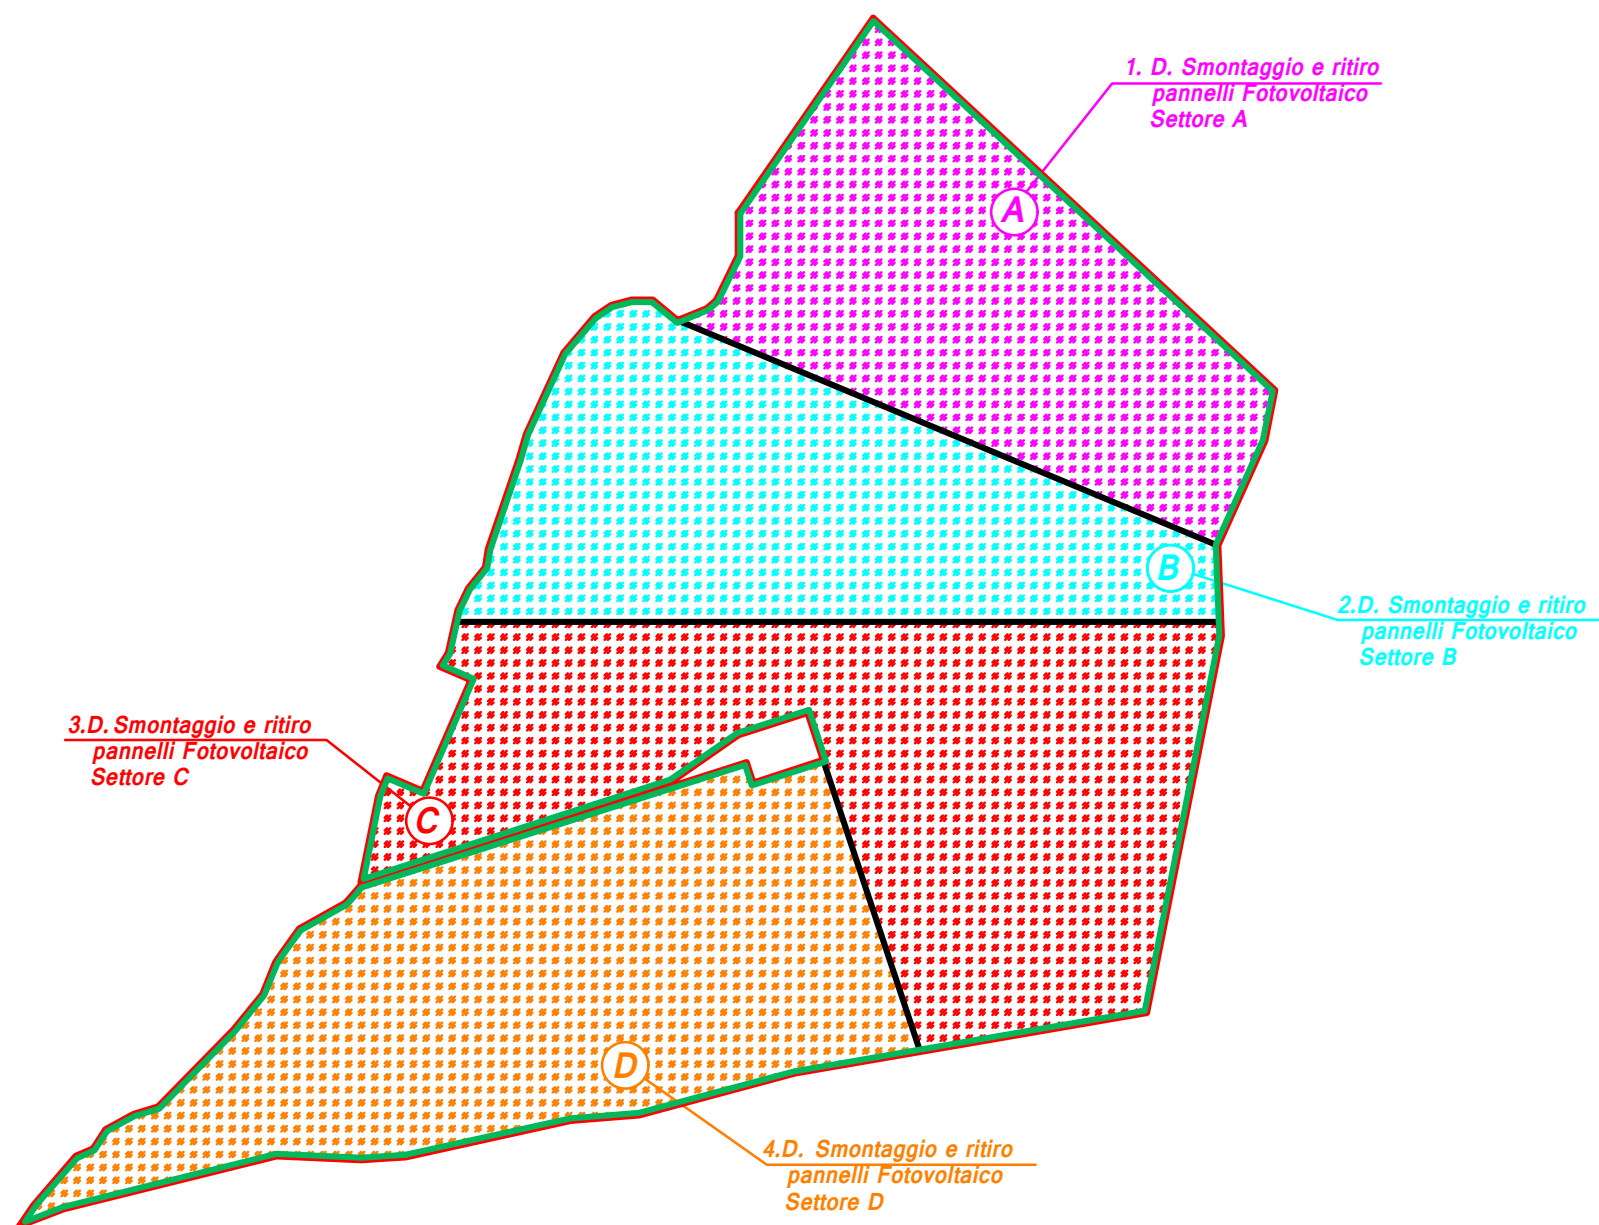 1. D. Smontaggio e ritiro
pannelli Fotovoltaico
Settore A
A
B
2.D. Smontaggio e ritiro
pannelli Fotovoltaico
Settore B
3.D. Smontaggio e ritiro
pannelli Fotovoltaico
Settore C
C
D
4.D. Smontaggio e ritiro
pannelli Fotovoltaico
Settore D